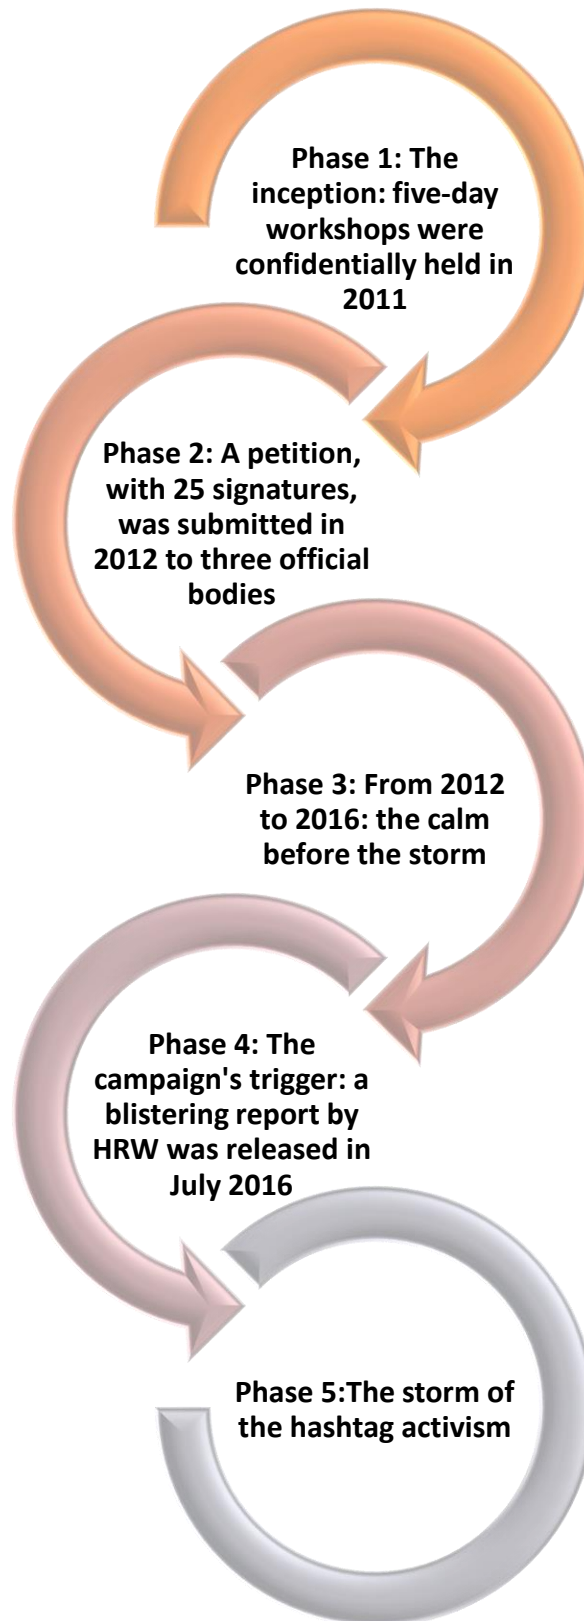 Phase 1: The
inception: five-day
workshops were
confidentially held in
2011
Phase 2: A petition,
with 25 signatures,
was submitted in
2012 to three official
bodies
Phase 3: From 2012
to 2016: the calm
before the storm
Phase 4: The
campaign's trigger: a
blistering report by
HRW was released in
July 2016
Phase 5:The storm of
the hashtag activism